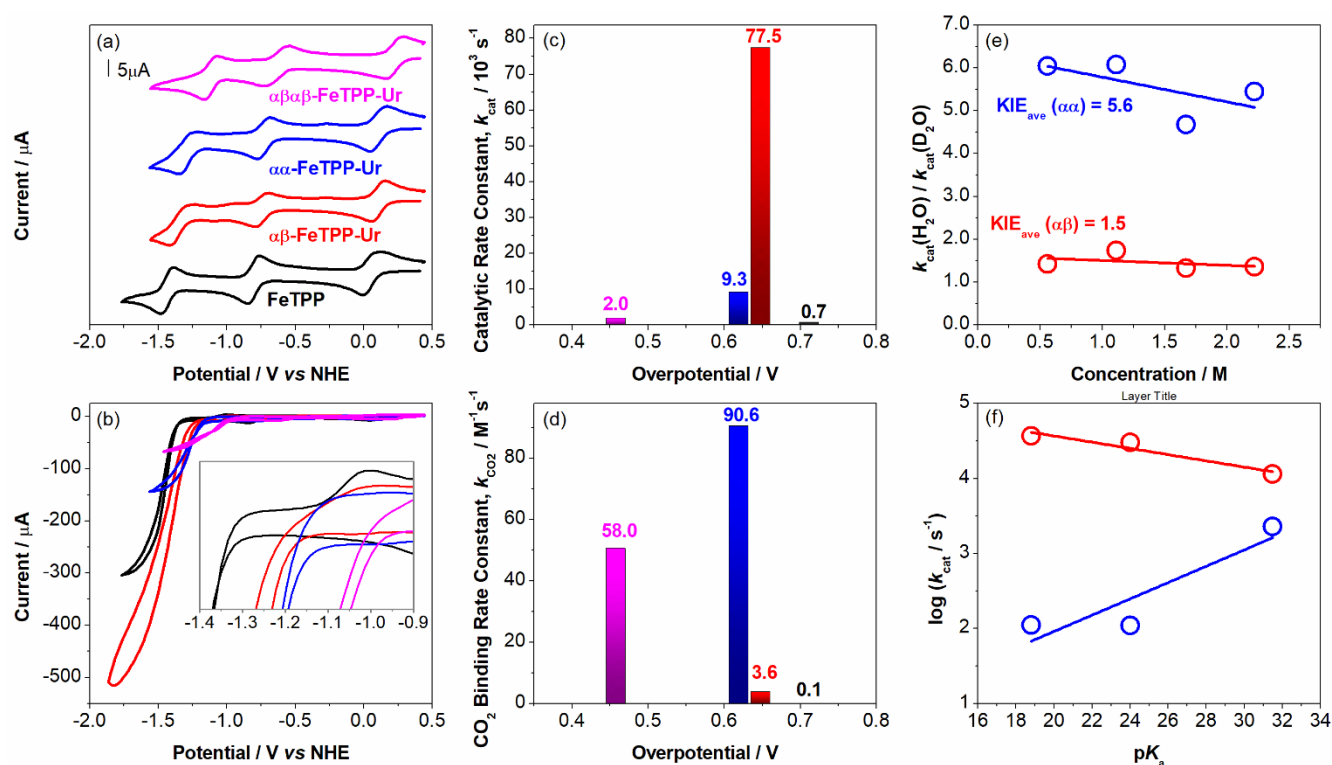 (a)
5μA
αβαβ-FeTPP-Ur
αα-FeTPP-Ur
αβ-FeTPP-Ur
FeTPP
Current / μA
-2.0 -1.5 -1.0 -0.5 0.0 0.5
Potential / V vs NHE
(b)
0
-100
-200
-300
-400
-500
Current / μA
-1.4 -1.3 -1.2 -1.1 -1.0 -0.9
-2.0 -1.5 -1.0 -0.5 0.0 0.5
Potential / V vs NHE
(c)
Catalytic Rate Constant, kcat / 10³ s⁻¹
80
70
60
50
40
30
20
10
0
2.0
9.3
77.5
0.7
0.4 0.5 0.6 0.7 0.8
Overpotential / V
(d)
CO₂ Binding Rate Constant, kCO2 / M⁻¹s⁻¹
80
60
40
20
0
58.0
90.6
3.6
0.1
0.4 0.5 0.6 0.7 0.8
Overpotential / V
(e)
kcat(H₂O) / kcat(D₂O)
7.0
6.0
5.0
4.0
3.0
2.0
1.0
0.0
KIEave (αα) = 5.6
KIEave (αβ) = 1.5
0.0 0.5 1.0 1.5 2.0 2.5
Concentration / M
Layer Title
(f)
log (kcat / s⁻¹)
5
4
3
2
1
16 18 20 22 24 26 28 30 32 34
pKa